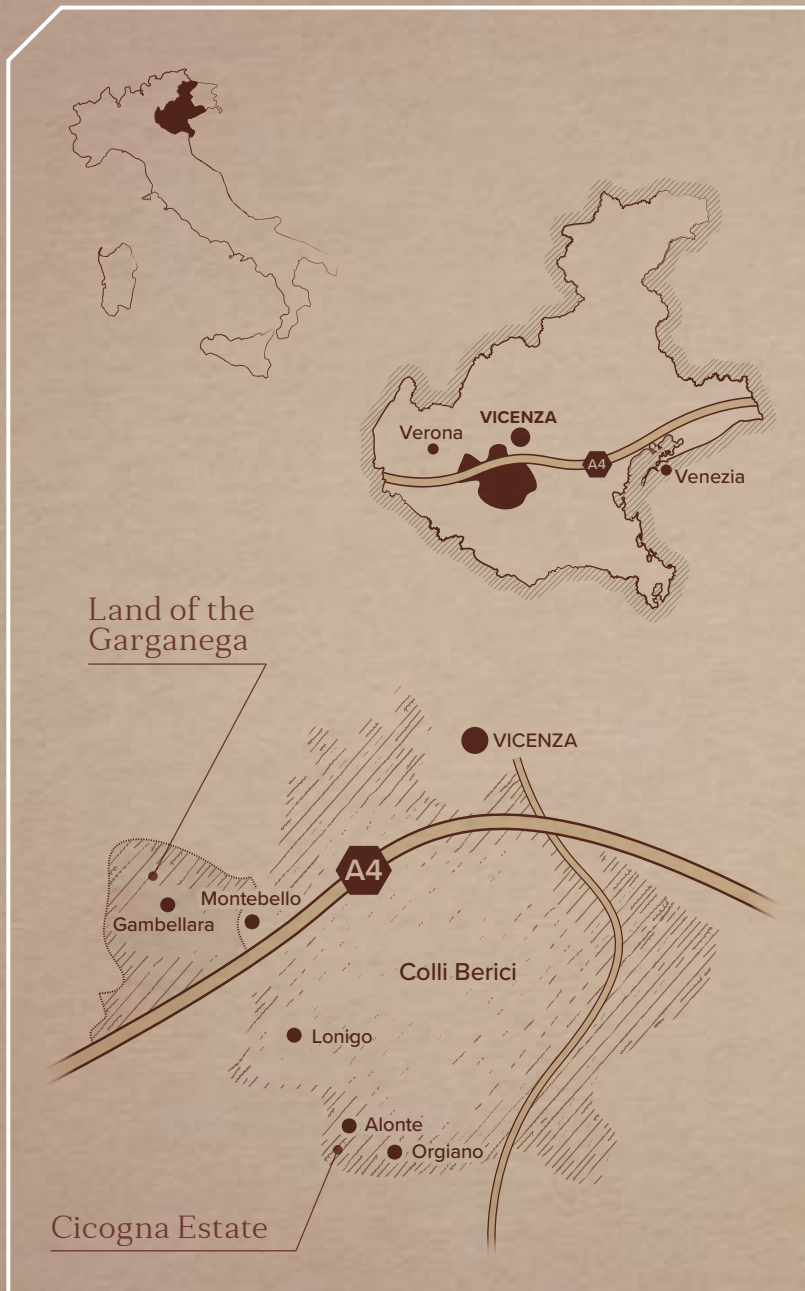 VICENZA
Verona
A4
Venezia
Land of the
Garganega
VICENZA
A4
Montebello
Gambellara
Colli Berici
Lonigo
Alonte
Orgiano
Cicogna Estate